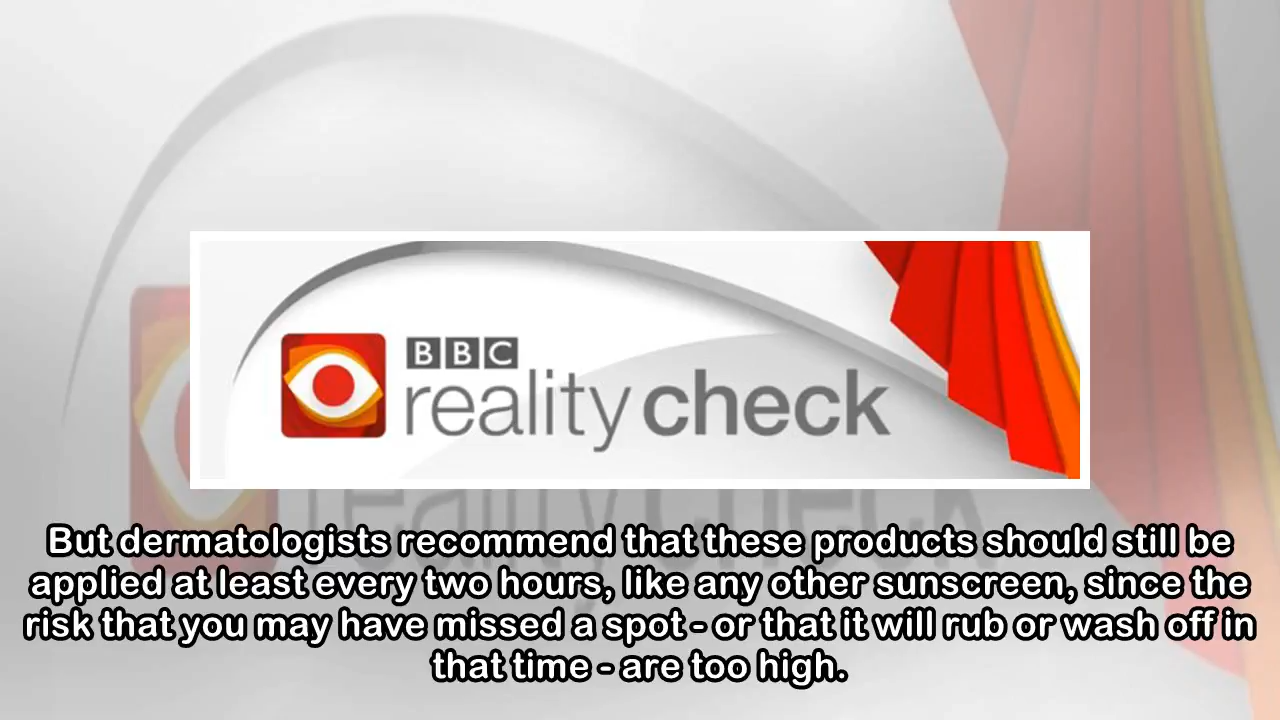 BBC
reality check
But dermatologists recommend that these products should still be
applied at least every two hours, like any other sunscreen, since the
risk that you may have missed a spot - or that it will rub or wash off in
that time - are too high.